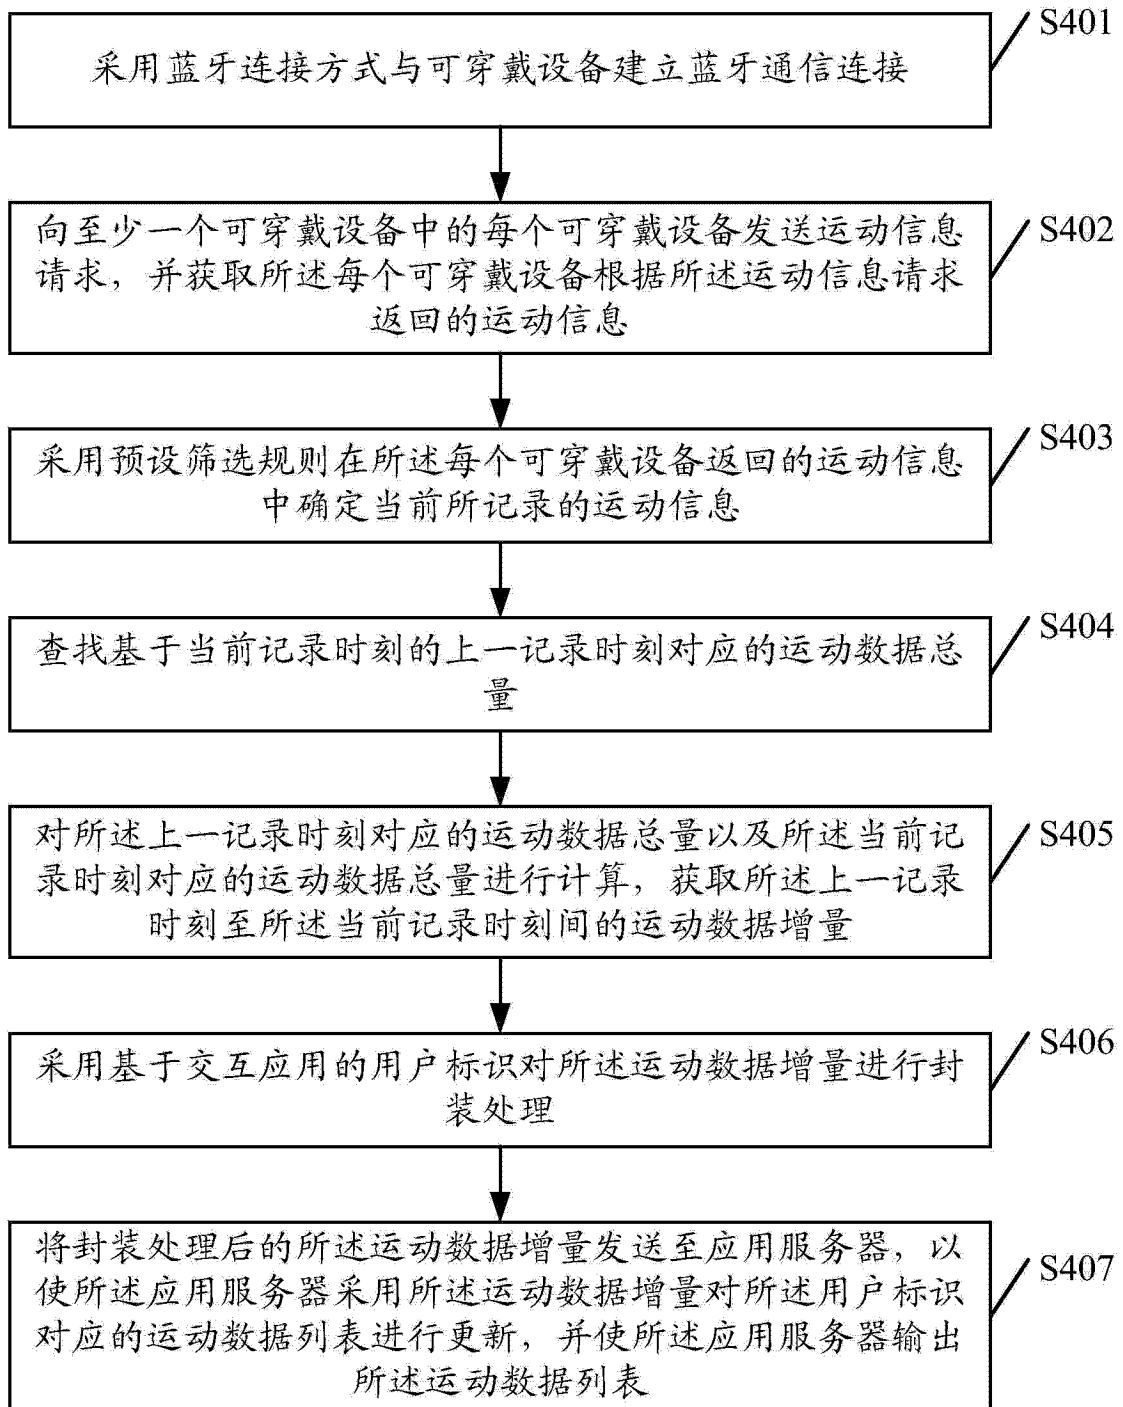 采用蓝牙连接方式与可穿戴设备建立蓝牙通信连接
S401
向至少一个可穿戴设备中的每个可穿戴设备发送运动信息
请求，并获取所述每个可穿戴设备根据所述运动信息请求
返回的运动信息
S402
采用预设筛选规则在所述每个可穿戴设备返回的运动信息
中确定当前所记录的运动信息
S403
查找基于当前记录时刻的上一记录时刻对应的运动数据总
量
S404
对所述上一记录时刻对应的运动数据总量以及所述当前记
录时刻对应的运动数据总量进行计算，获取所述上一记录
时刻至所述当前记录时刻间的运动数据增量
S405
采用基于交互应用的用户标识对所述运动数据增量进行封
装处理
S406
将封装处理后的所述运动数据增量发送至应用服务器，以
使所述应用服务器采用所述运动数据增量对所述用户标识
对应的运动数据列表进行更新，并使所述应用服务器输出
所述运动数据列表
S407